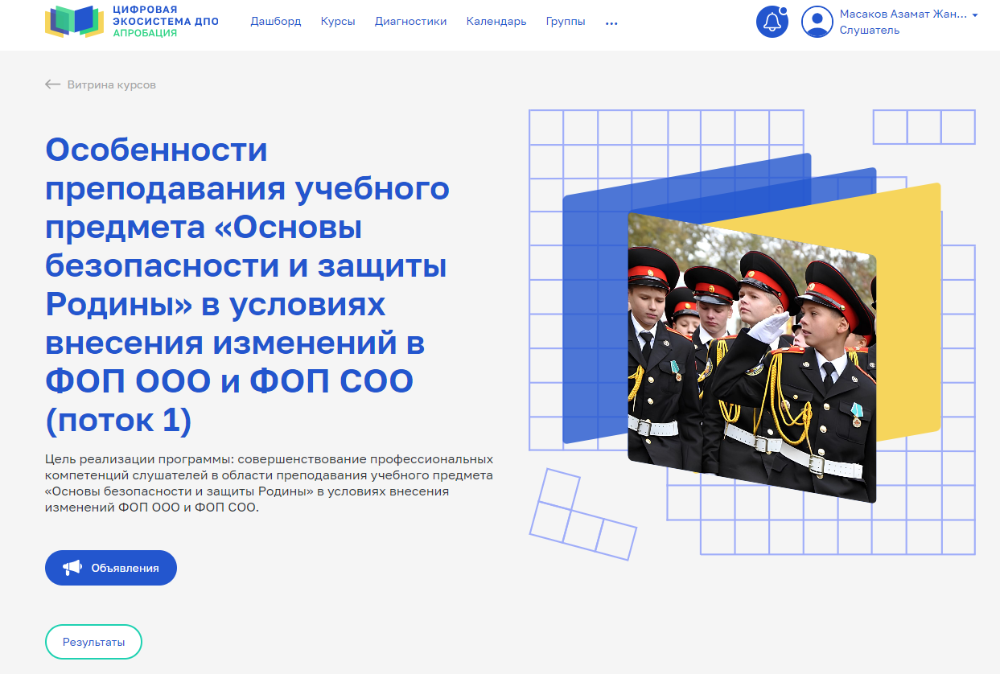 ЦИФРОВАЯ
ЭКОСИСТЕМА ДПО
АПРОБАЦИЯ
Дашборд Курсы Диагностики Календарь Группы ...
Масаков Азамат Жан...
Слушатель
Витрина курсов
Особенности
преподавания учебного
предмета «Основы
безопасности и защиты
Родины» в условиях
внесения изменений в
ФОП ООО и ФОП СОО
(поток 1)
Цель реализации программы: совершенствование профессиональных
компетенций слушателей в области преподавания учебного предмета
«Основы безопасности и защиты Родины» в условиях внесения
изменений ФОП ООО и ФОП СОО.
Объявления
Результаты